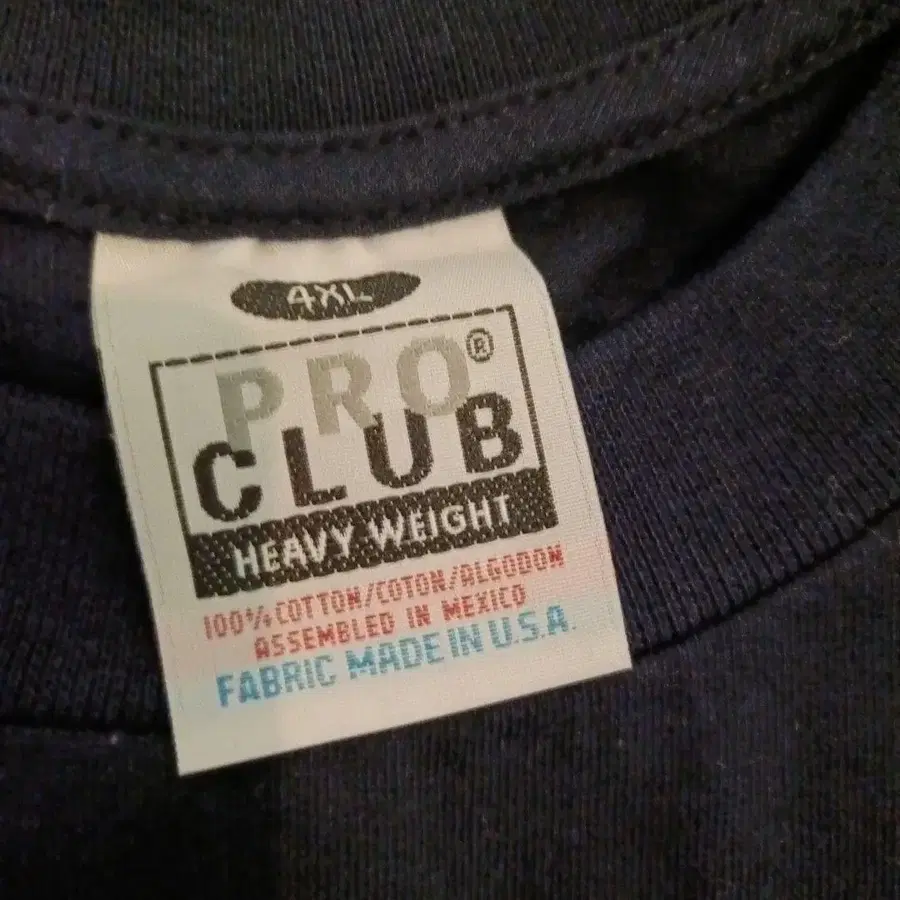 4XL
PRO®
CLUB
HEAVY WEIGHT
100% COTTON/COTON/ALGODON
ASSEMBLED IN MEXICO
FABRIC MADE IN U.S.A.